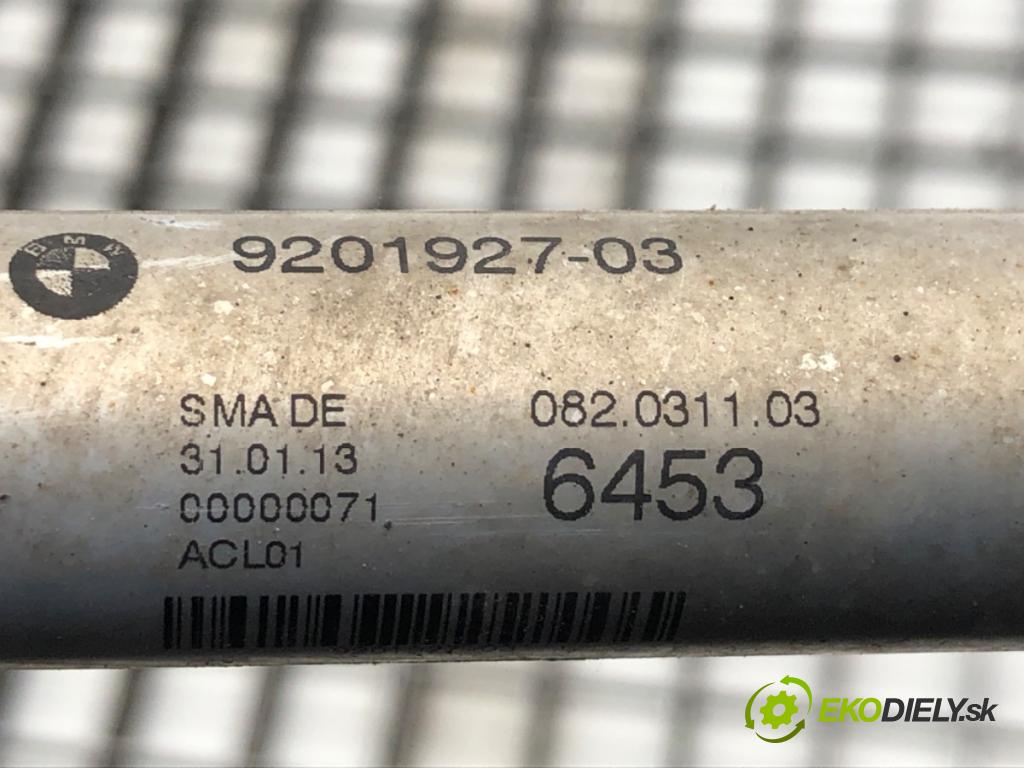 BMW
9201927-03
SMA DE
082.0311.03
31.01.13
6453
00000071
ACL01
EKODIELY.sk